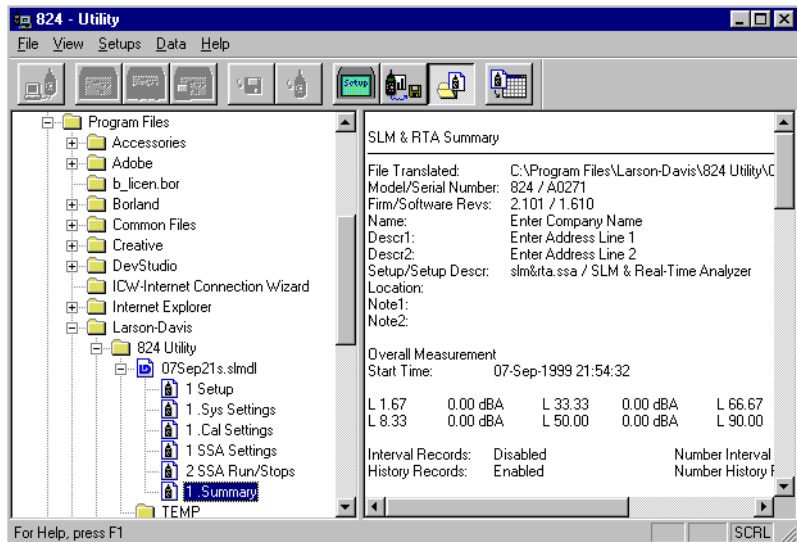 824 - Utility
File View Setups Data Help
Setup
Program Files
Accessories
Adobe
b_licen.bor
Borland
Common Files
Creative
DevStudio
ICW-Internet Connection Wizard
Internet Explorer
Larson-Davis
824 Utility
07Sep21s.slmdl
1 Setup
1 .Sys Settings
1 .Cal Settings
1 SSA Settings
2 SSA Run/Stops
1 .Summary
TEMP
SLM & RTA Summary
File Translated: C:\Program Files\Larson-Davis\824 Utility\0
Model/Serial Number: 824 / A0271
Firm/Software Revs: 2.101 / 1.610
Name: Enter Company Name
Descr1: Enter Address Line 1
Descr2: Enter Address Line 2
Setup/Setup Descr: slm&rta.ssa / SLM & Real-Time Analyzer
Location:
Note1:
Note2:
Overall Measurement
Start Time: 07-Sep-1999 21:54:32
L 1.67 0.00 dBA L 33.33 0.00 dBA L 66.67
L 8.33 0.00 dBA L 50.00 0.00 dBA L 90.00
Interval Records: Disabled Number Interval
History Records: Enabled Number History
For Help, press F1
SCRL